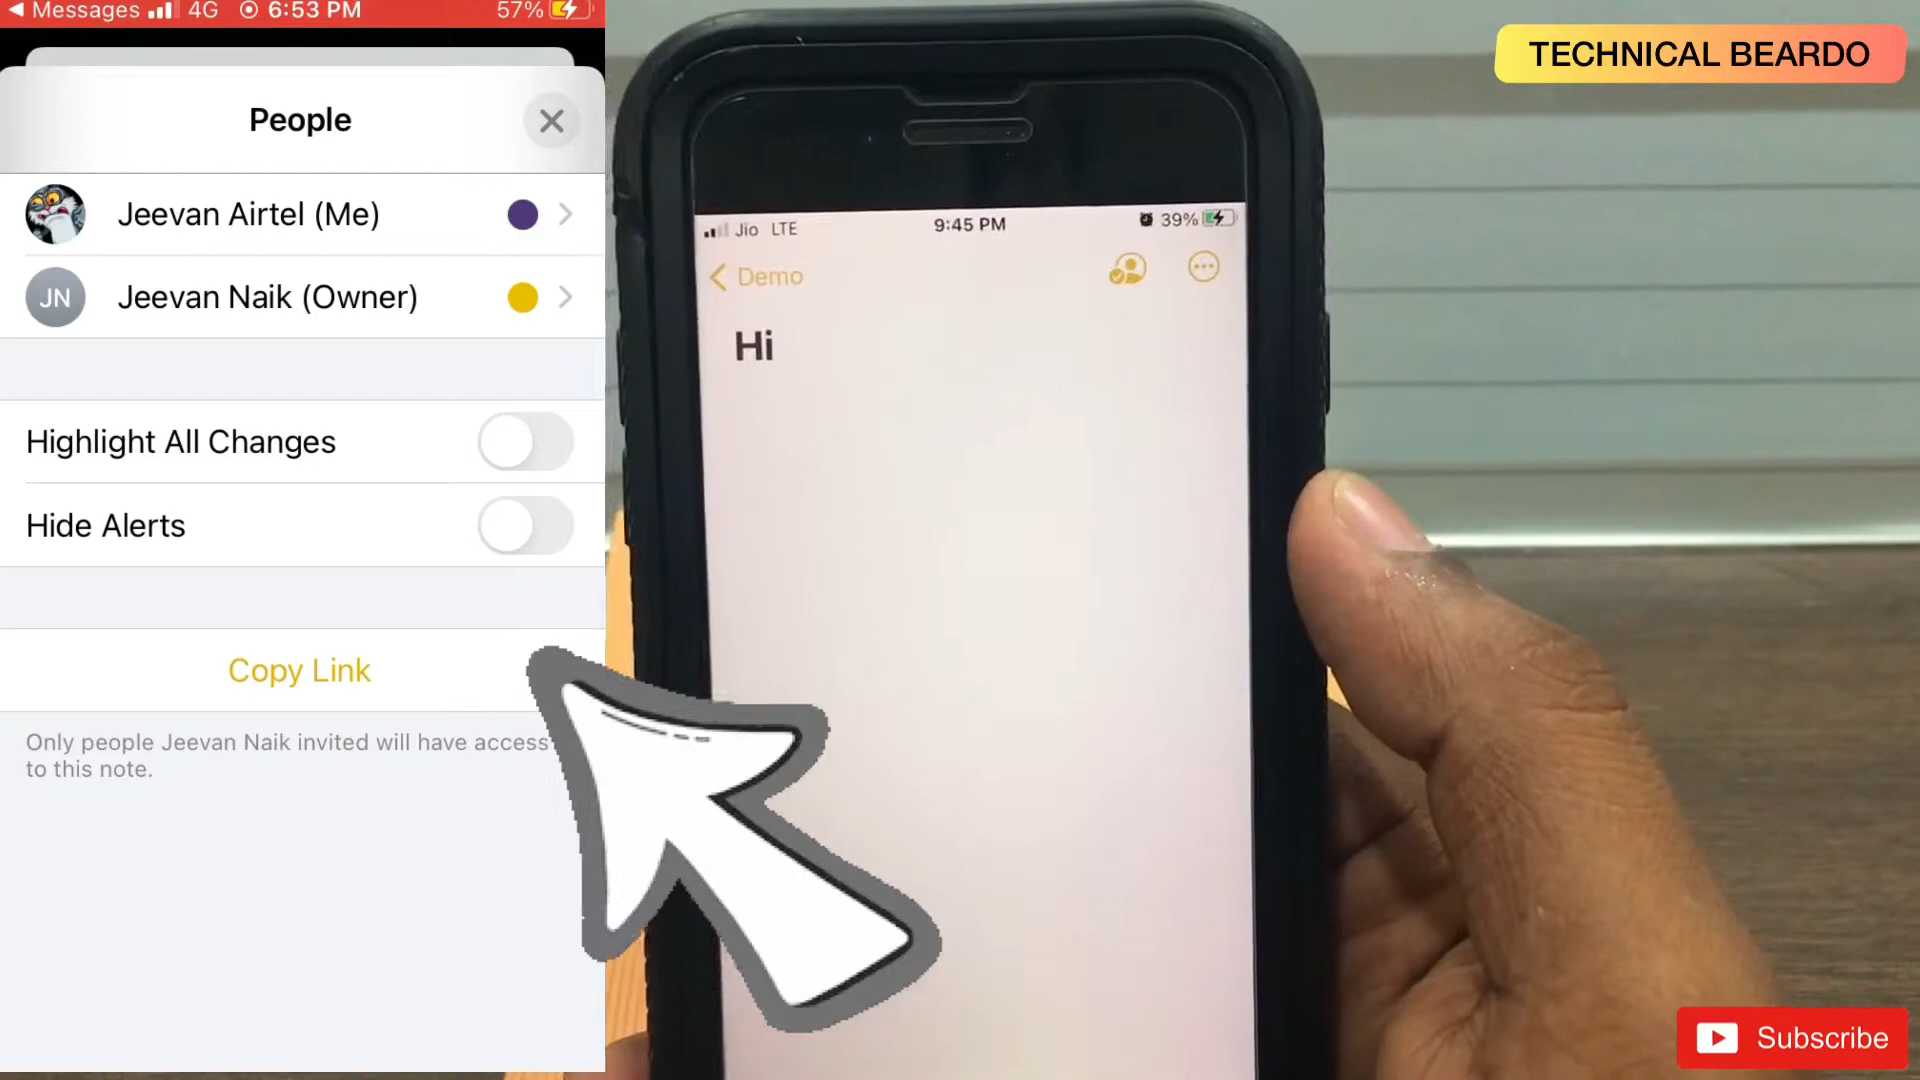 Messages 4G 6:53 PM 57%
People
Jeevan Airtel (Me)
JN Jeevan Naik (Owner)
Highlight All Changes
Hide Alerts
Copy Link
Only people Jeevan Naik invited will have access
to this note.
Jio LTE 9:45 PM 39%
Demo
Hi
TECHNICAL BEARDO
Subscribe